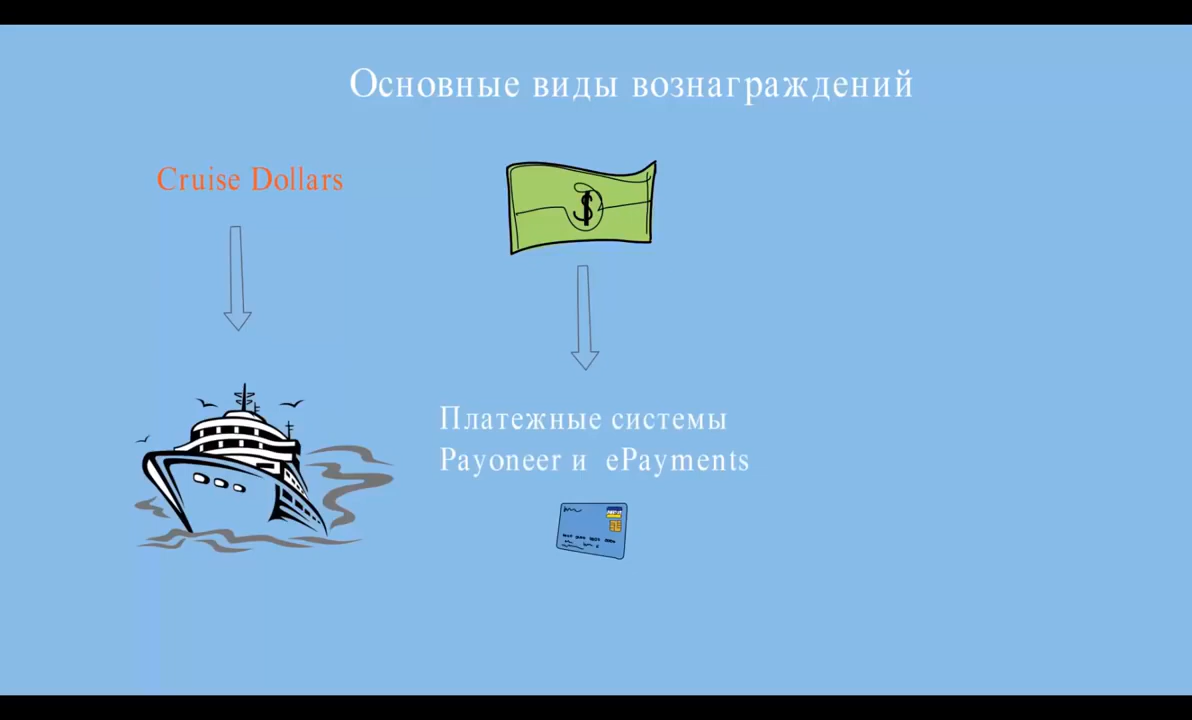 Основные виды вознаграждений
Cruise Dollars
$
Платежные системы
Payoneer и ePayments